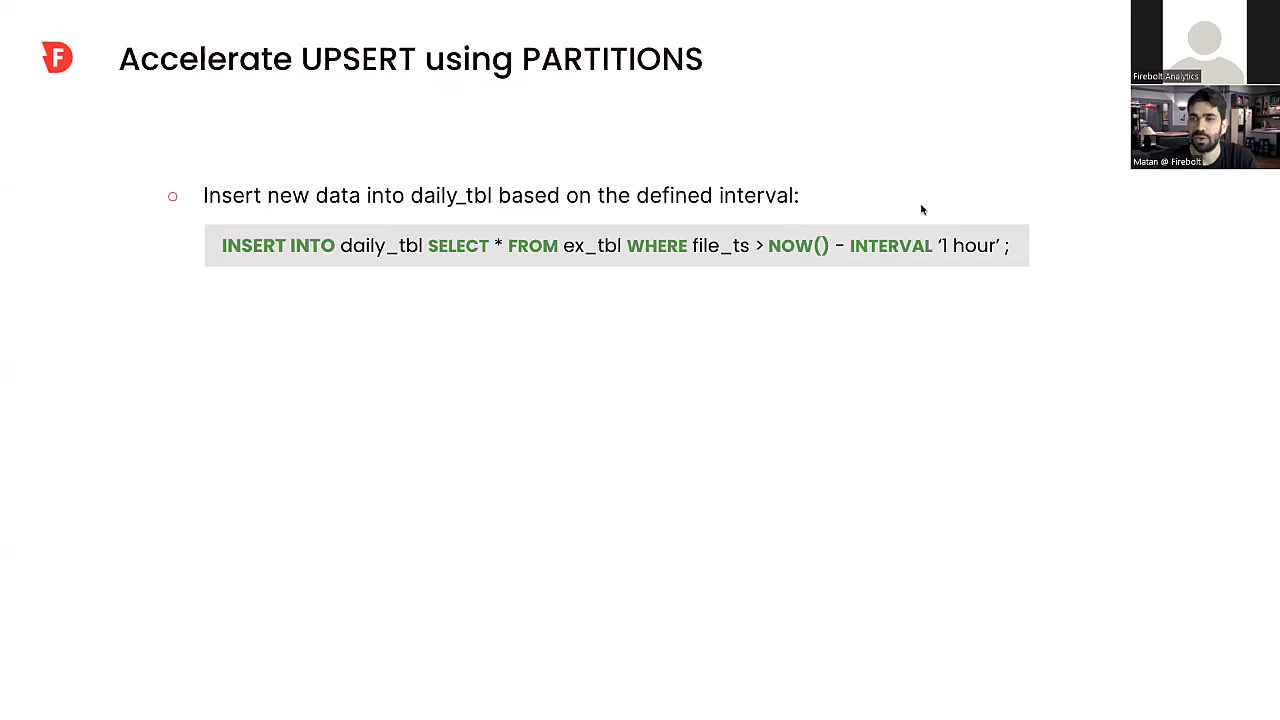 F
Accelerate UPSERT using PARTITIONS
Firebolt Analytics
Matan @ Firebolt
Insert new data into daily_tbl based on the defined interval:
INSERT INTO daily_tbl SELECT * FROM ex_tbl WHERE file_ts > NOW() - INTERVAL ‘1 hour’ ;